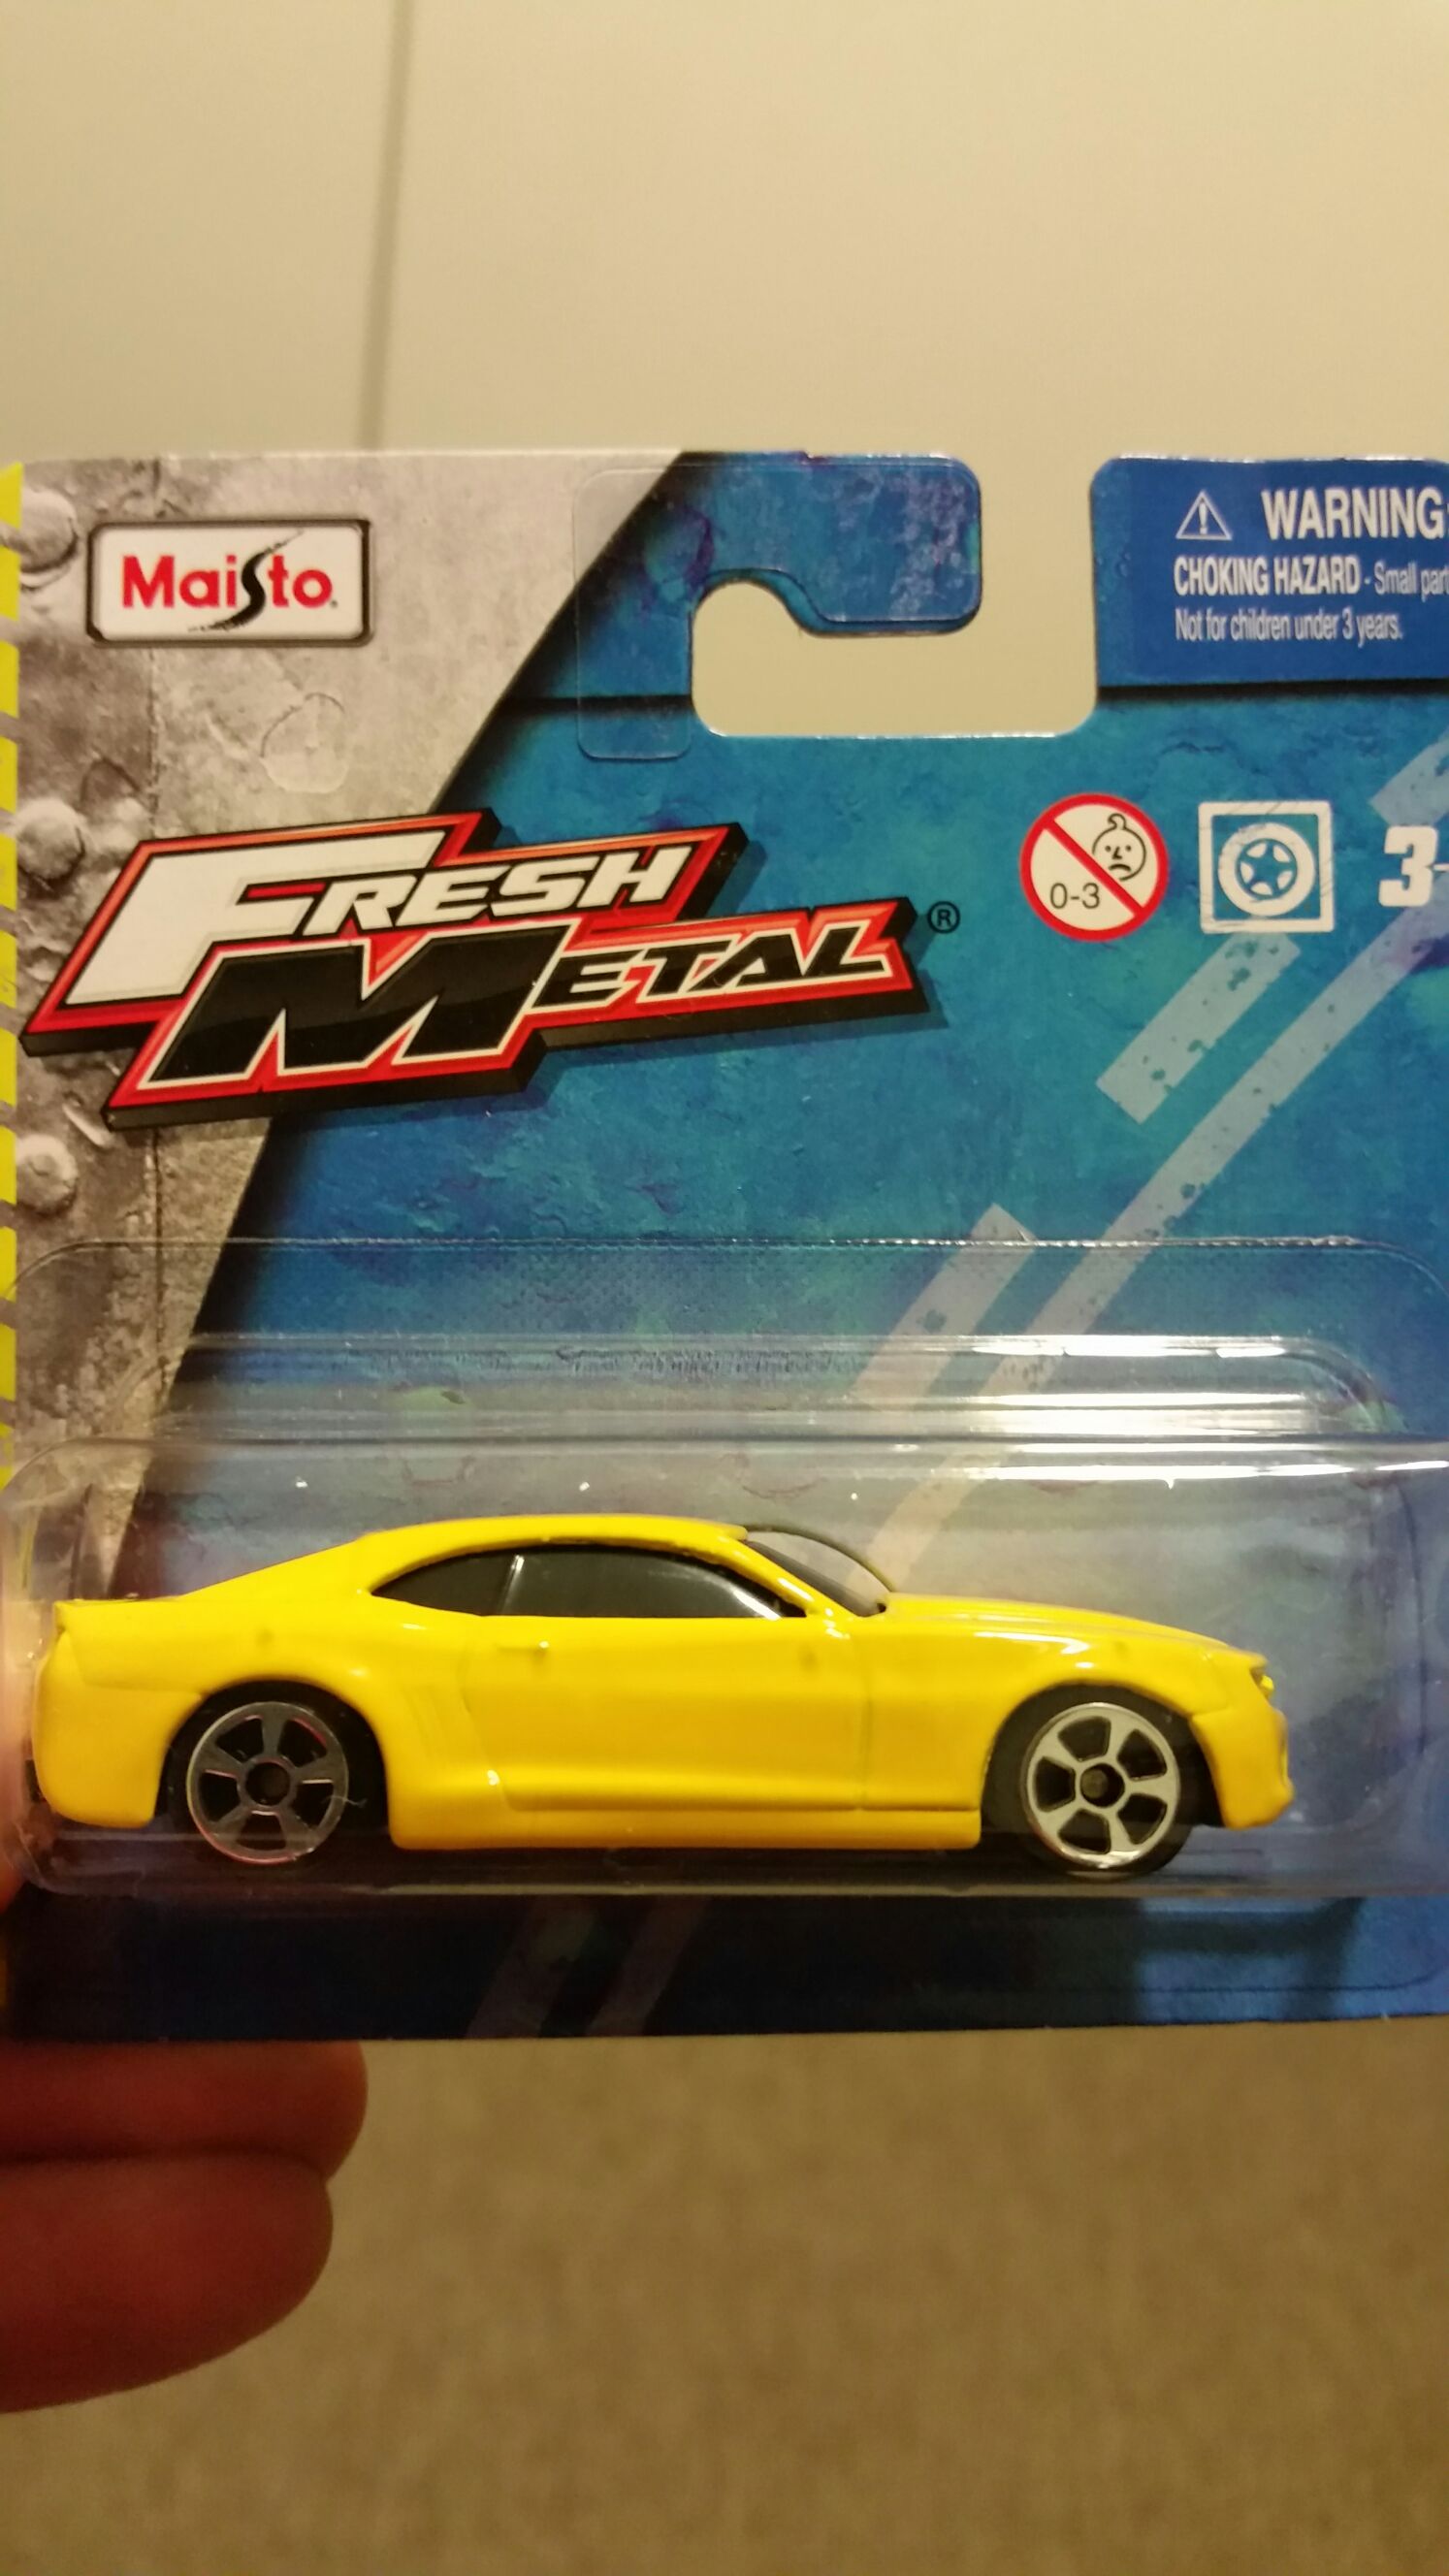 Maisto
WARNING:
CHOKING HAZARD - Small part
Not for children under 3 years.
FRESH
METAL ®
0-3
3-